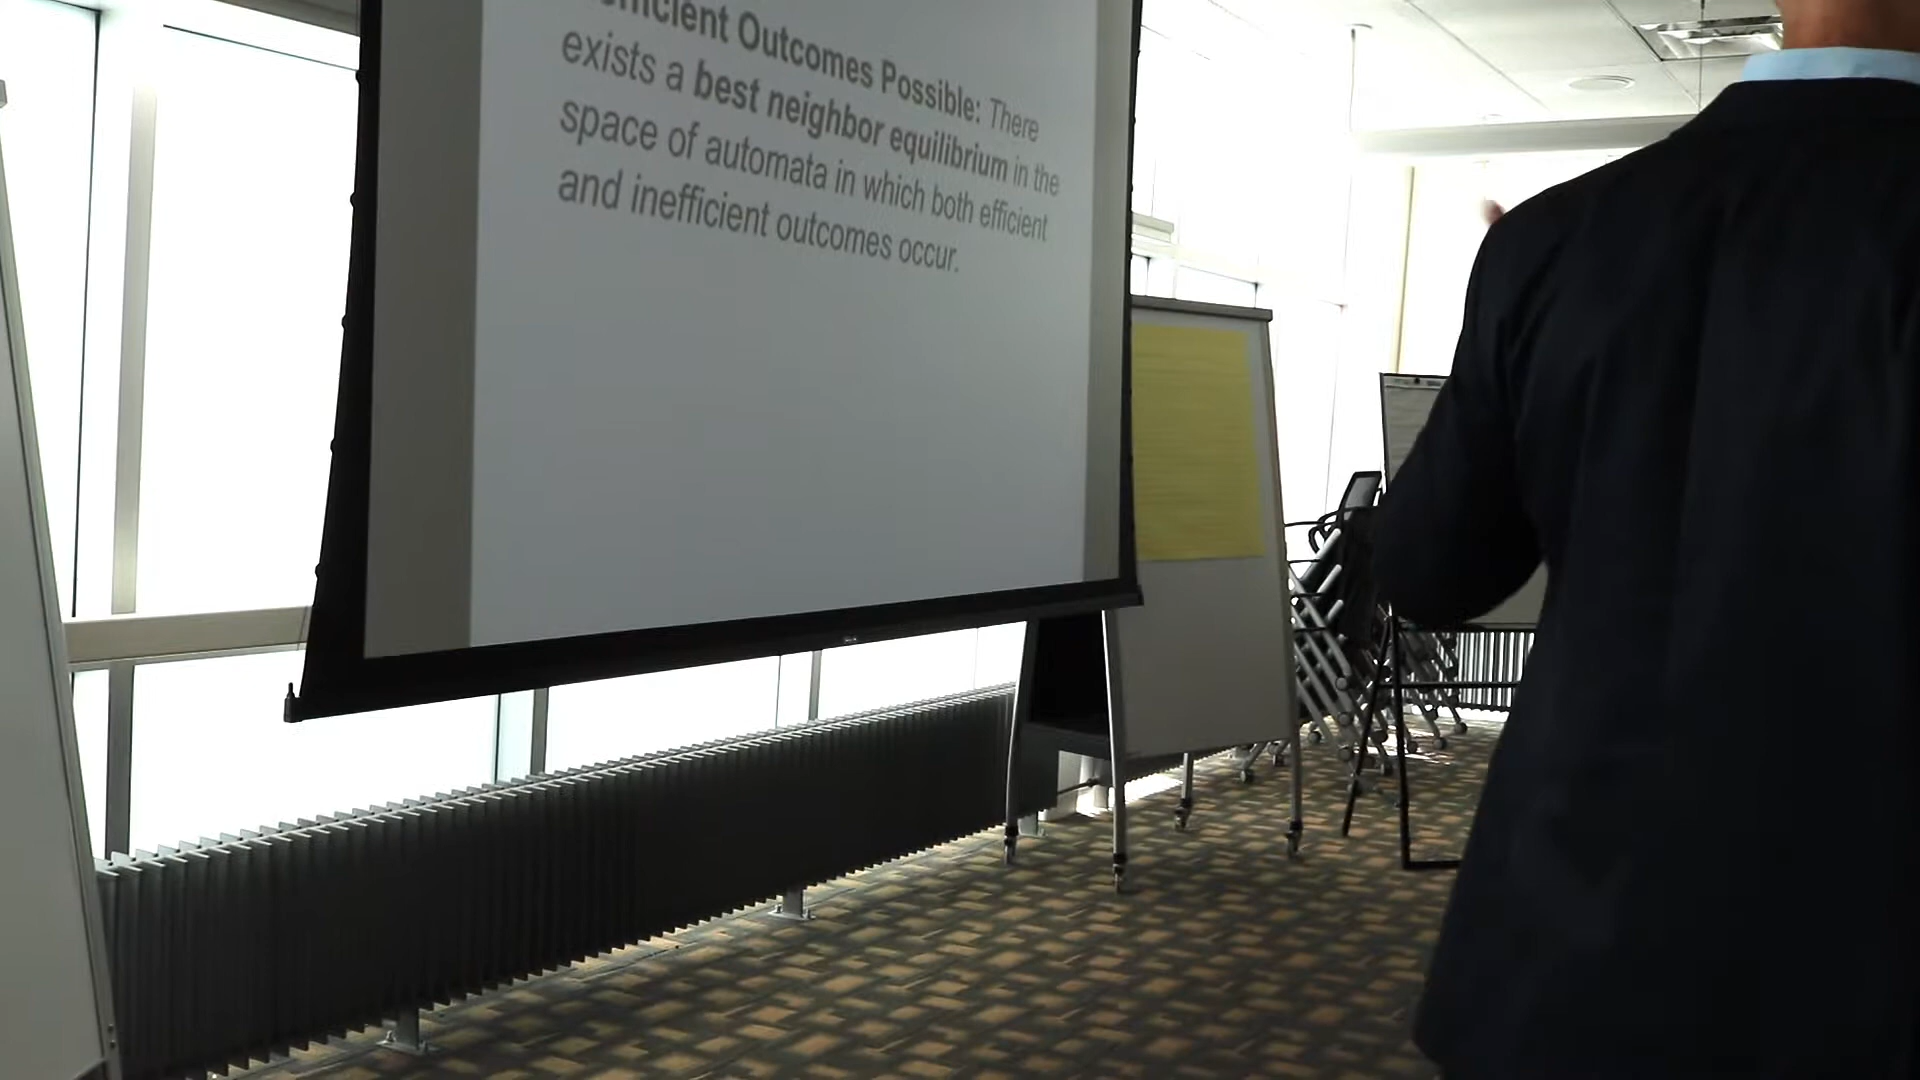 Outcomes Possible: There
exists a best neighbor equilibrium in the
space of automata in which both efficient
and inefficient outcomes occur.